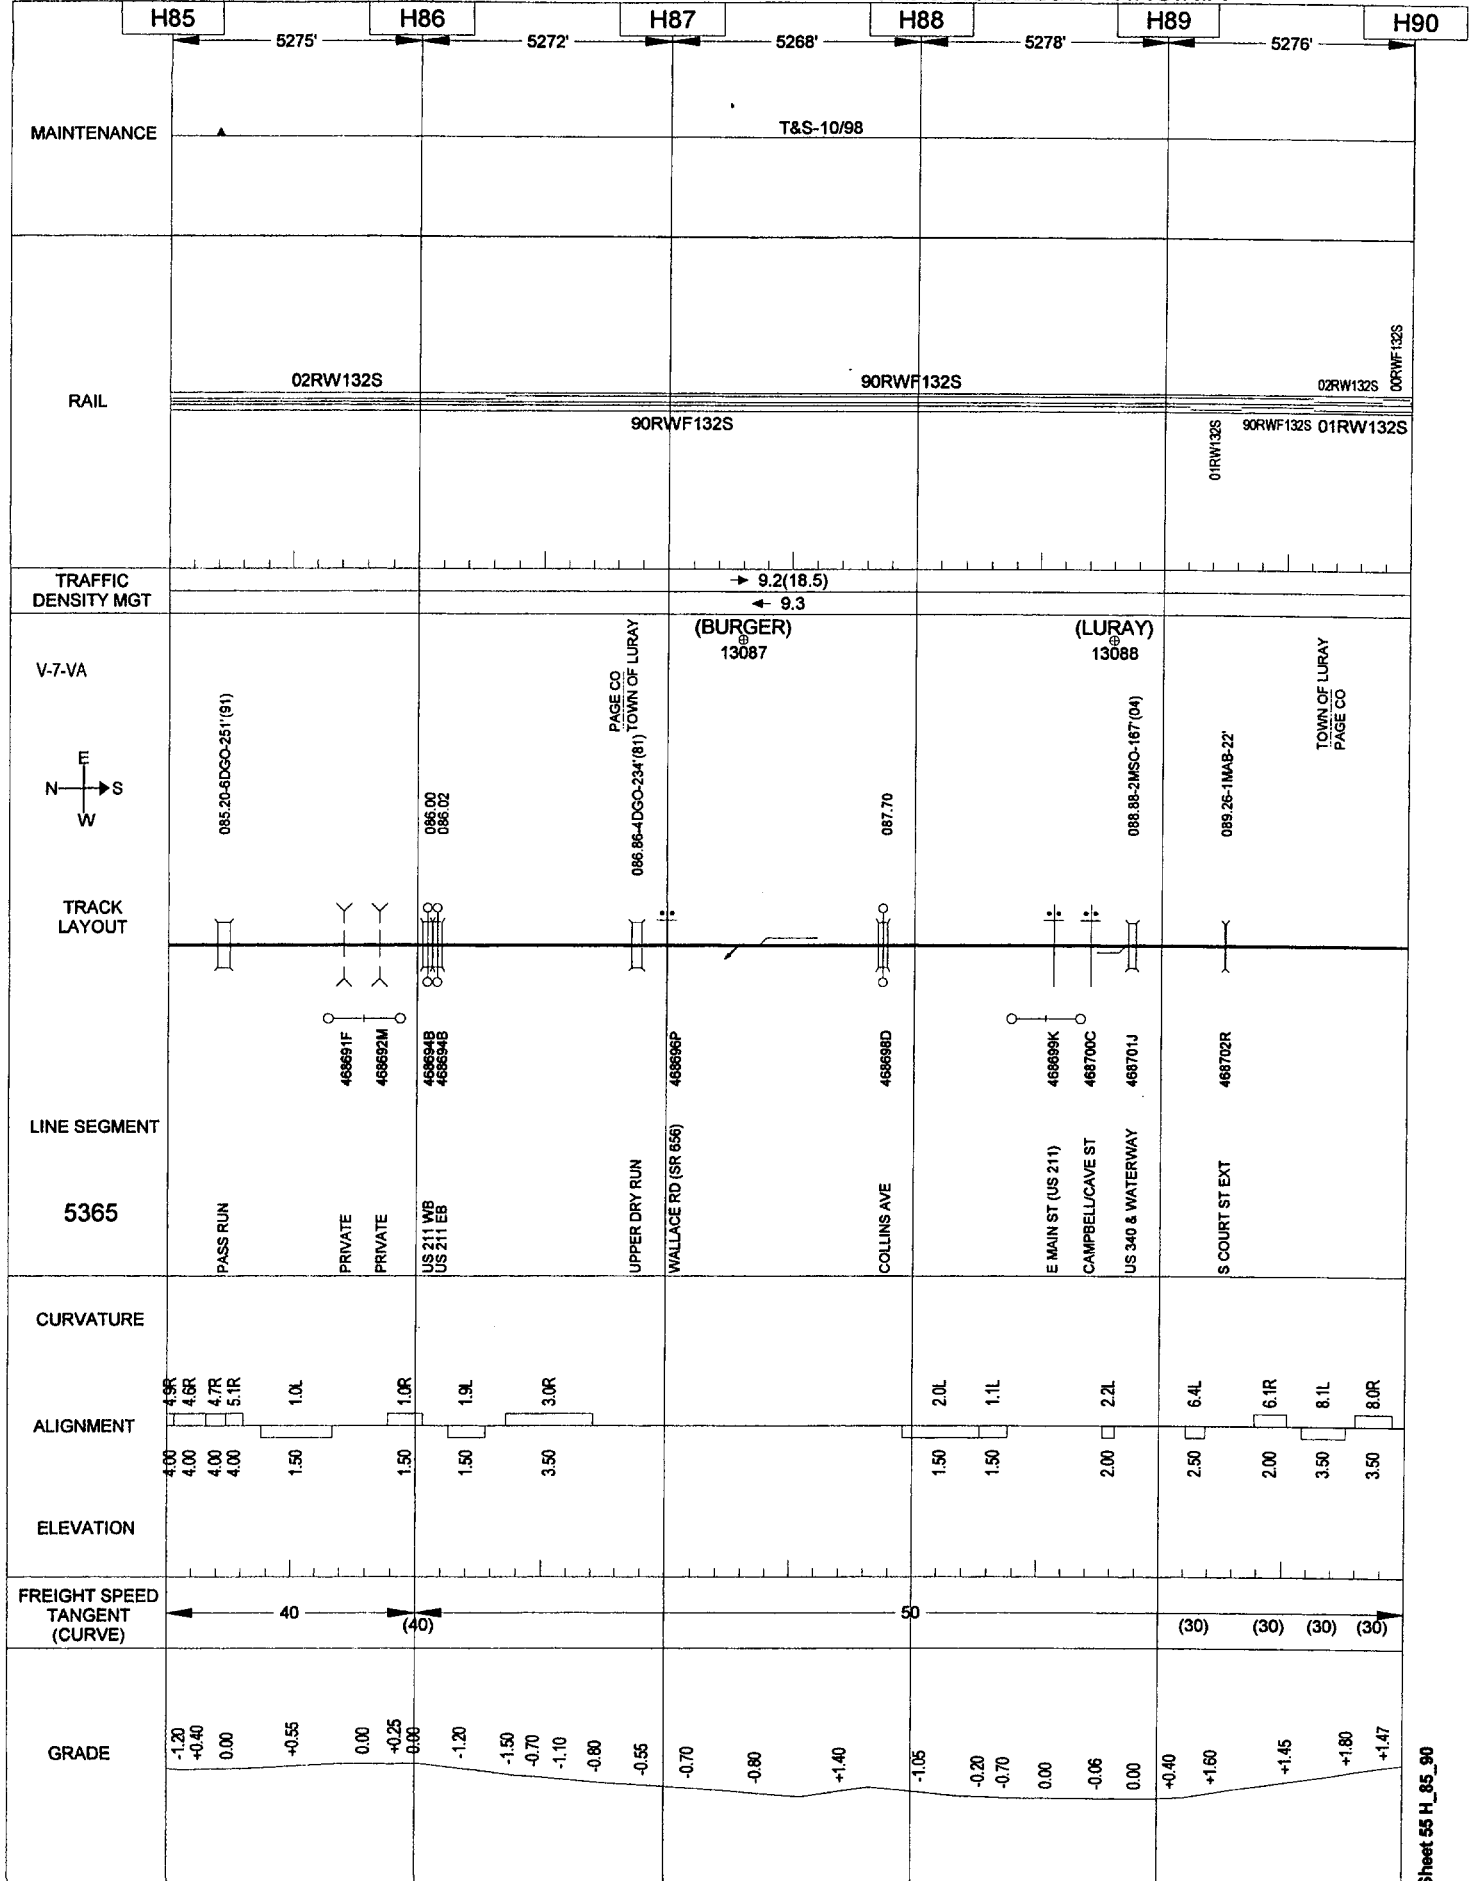 H85
H86
H87
H88
H89
H90
5275'
5272'
5268'
5278'
5276'
MAINTENANCE
T&S-10/98
RAIL
02RW132S
90RWF132S
90RWF132S
02RW132S
00RWF132S
01RW132S
90RWF132S
01RW132S
TRAFFIC
DENSITY MGT
9.2(18.5)
9.3
V-7-VA
(BURGER)
13087
(LURAY)
13088
PAGE CO
TOWN OF LURAY
TOWN OF LURAY
PAGE CO
E
N
S
W
085.20-6DGO-251'(91)
086.00
086.02
086.86-4DGO-234'(81)
087.70
088.88-2MSO-167'(04)
089.26-1MAB-22'
TRACK
LAYOUT
468691F
468692M
468694B
468694B
468696P
468698D
468699K
468700C
468701J
468702R
LINE SEGMENT
5365
PASS RUN
PRIVATE
PRIVATE
US 211 WB
US 211 EB
UPPER DRY RUN
WALLACE RD (SR 656)
COLLINS AVE
E MAIN ST (US 211)
CAMPBELL/CAVE ST
US 340 & WATERWAY
S COURT ST EXT
CURVATURE
4.9R
4.6R
4.7R
5.1R
1.0L
1.0R
1.9L
3.0R
2.0L
1.1L
2.2L
6.4L
6.1R
8.1L
8.0R
ALIGNMENT
4.00
4.00
4.00
4.00
1.50
1.50
1.50
3.50
1.50
1.50
2.00
2.50
2.00
3.50
3.50
ELEVATION
FREIGHT SPEED
TANGENT
(CURVE)
40
(40)
50
(30)
(30)
(30)
(30)
GRADE
-1.20
+0.40
0.00
+0.55
0.00
+0.25
0.00
-1.20
-1.50
-0.70
-1.10
-0.80
-0.55
-0.70
-0.80
+1.40
-1.05
-0.20
-0.70
0.00
-0.06
0.00
+0.40
+1.60
+1.45
+1.80
+1.47
Sheet 55 H_85_90